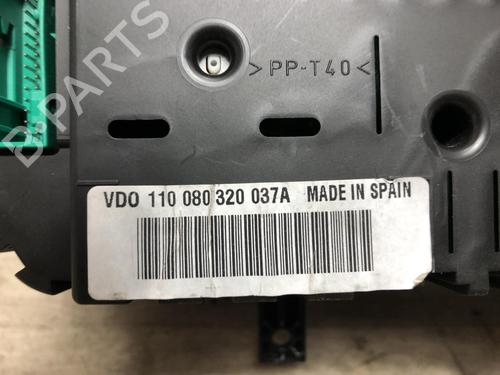 >PP-T40<
B-PARTS
VDO 110 080 320 037A MADE IN SPAIN